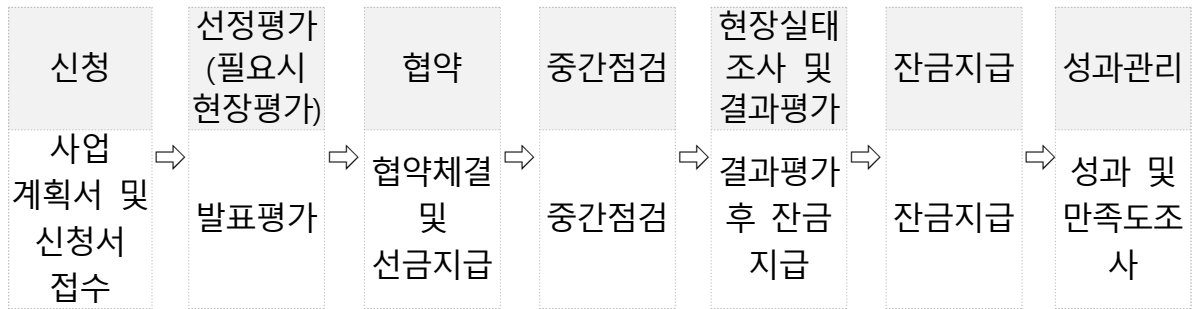 신청
선정평가
(필요시
현장평가)
협약
중간점검
현장실태
조사 및
결과평가
잔금지급
성과관리
사업
계획서 및
신청서
접수
발표평가
협약체결
및
선금지급
중간점검
결과평가
후 잔금
지급
잔금지급
성과 및
만족도조
사